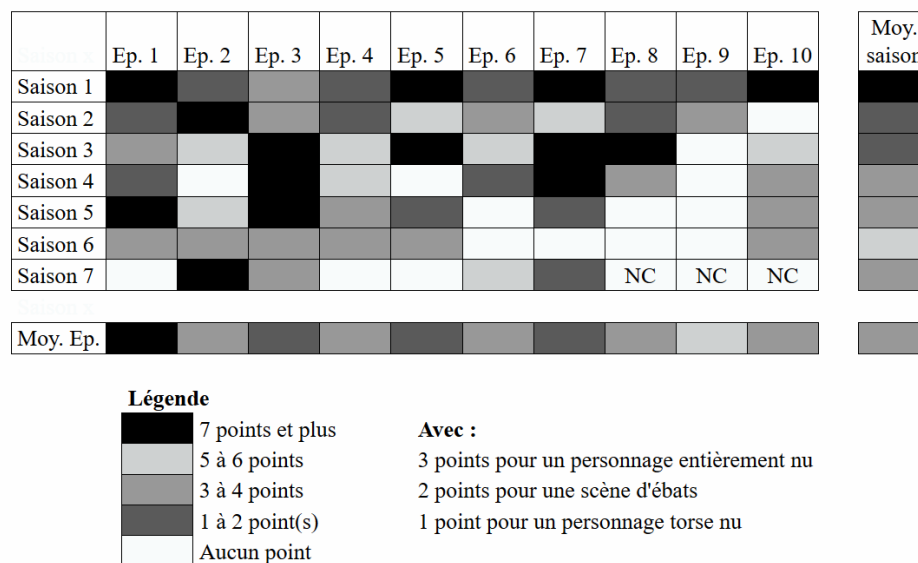 Moy.
Saison x Ep. 1 Ep. 2 Ep. 3 Ep. 4 Ep. 5 Ep. 6 Ep. 7 Ep. 8 Ep. 9 Ep. 10 saison
Saison 1
Saison 2
Saison 3
Saison 4
Saison 5
Saison 6
Saison 7 NC NC NC
Saison x
Moy. Ep.
Légende
7 points et plus Avec :
5 à 6 points 3 points pour un personnage entièrement nu
3 à 4 points 2 points pour une scène d'ébats
1 à 2 point(s) 1 point pour un personnage torse nu
Aucun point